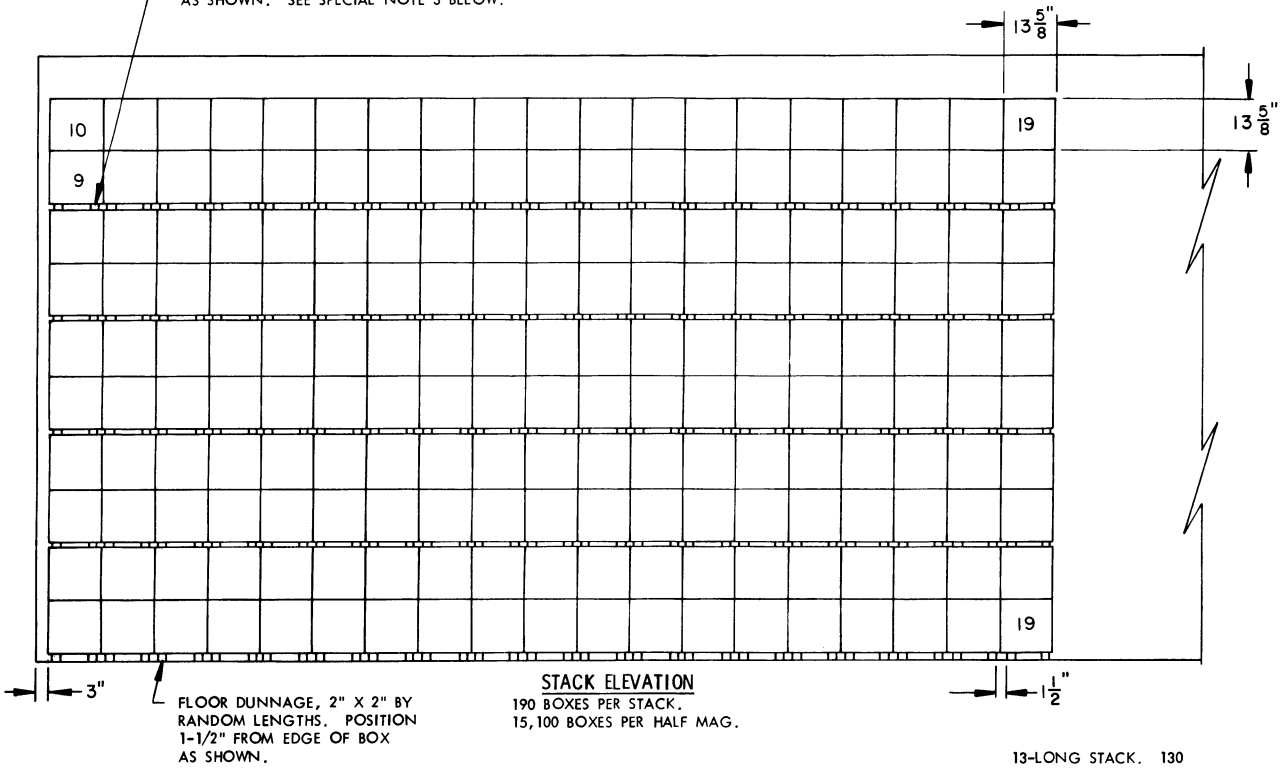 AS SHOWN. SEE SPECIAL NOTE 3 BELOW.
13 5/8"
10
19
13 5/8"
9
19
3"
1 1/2"
FLOOR DUNNAGE, 2" X 2" BY
RANDOM LENGTHS. POSITION
1-1/2" FROM EDGE OF BOX
AS SHOWN.
STACK ELEVATION
190 BOXES PER STACK.
15,100 BOXES PER HALF MAG.
13-LONG STACK. 130